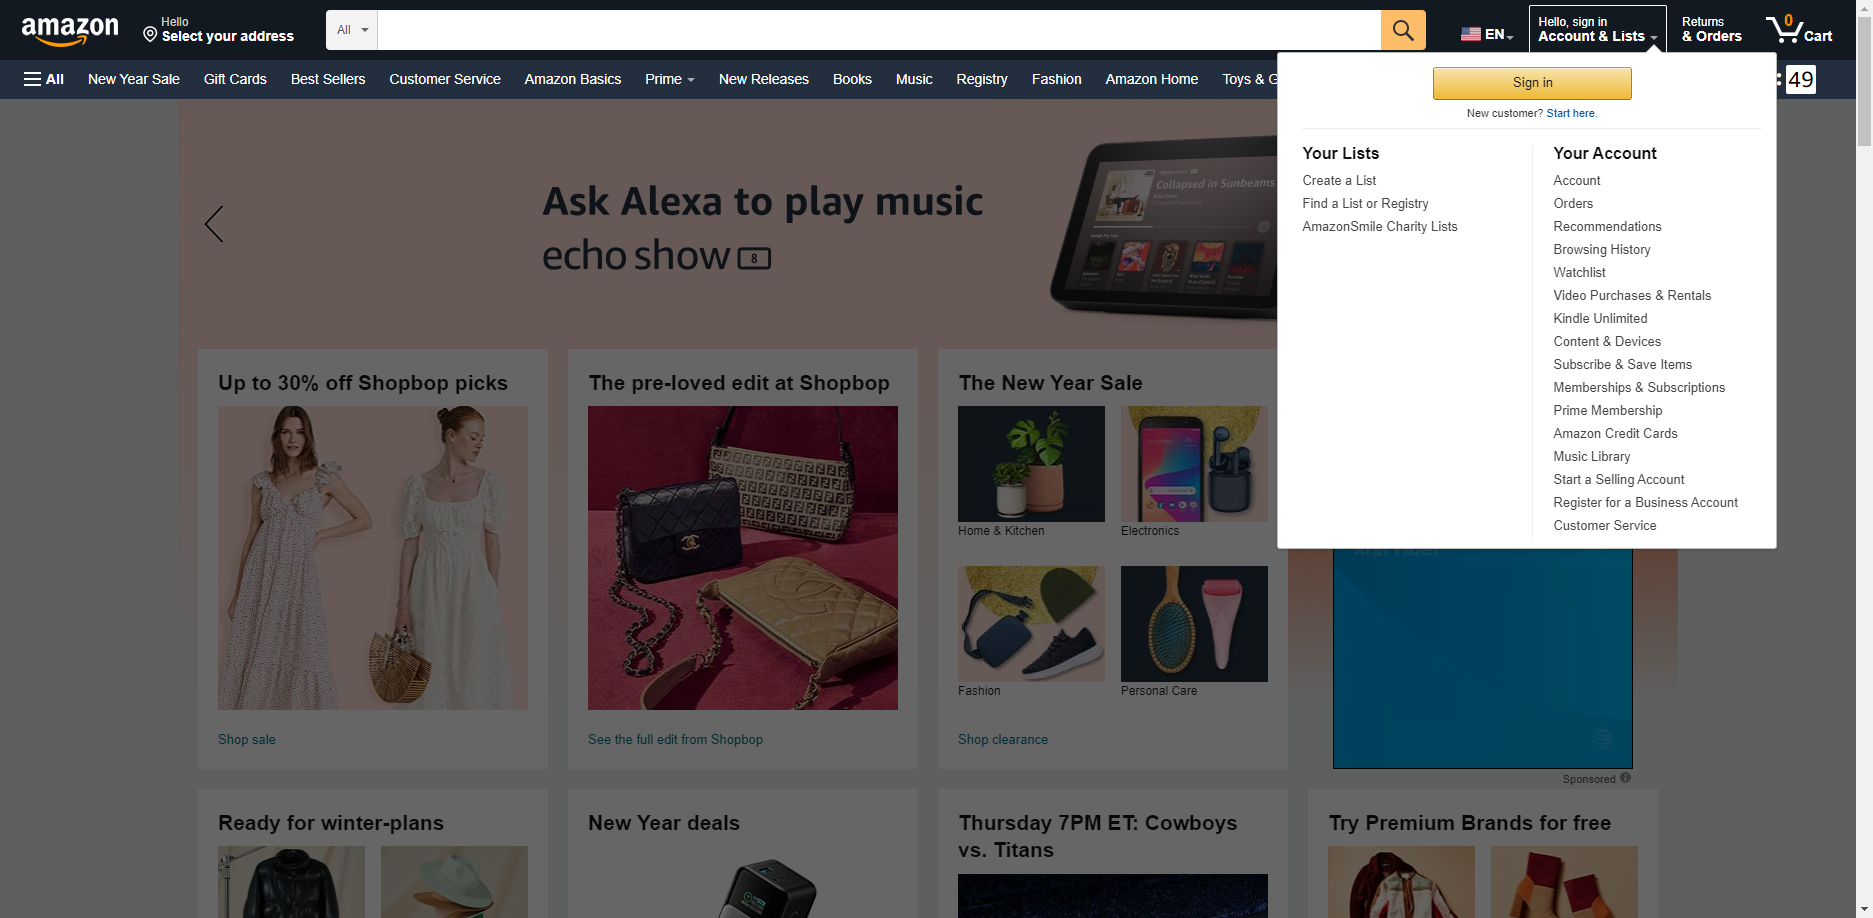 amazon
Hello
Select your address
All
EN
Hello, sign in
Account & Lists
Returns
& Orders
0
Cart
All
New Year Sale
Gift Cards
Best Sellers
Customer Service
Amazon Basics
Prime
New Releases
Books
Music
Registry
Fashion
Amazon Home
Toys & G
: 49
Sign in
New customer? Start here.
Your Lists
Create a List
Find a List or Registry
AmazonSmile Charity Lists
Your Account
Account
Orders
Recommendations
Browsing History
Watchlist
Video Purchases & Rentals
Kindle Unlimited
Content & Devices
Subscribe & Save Items
Memberships & Subscriptions
Prime Membership
Amazon Credit Cards
Music Library
Start a Selling Account
Register for a Business Account
Customer Service
Ask Alexa to play music
echo show 8
Collapsed in Sunbeams
Up to 30% off Shopbop picks
Shop sale
The pre-loved edit at Shopbop
See the full edit from Shopbop
The New Year Sale
Home & Kitchen
Electronics
Fashion
Personal Care
Shop clearance
Sponsored
Ready for winter-plans
New Year deals
Thursday 7PM ET: Cowboys
vs. Titans
Try Premium Brands for free